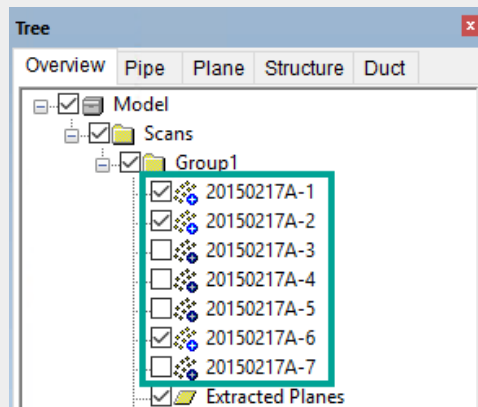 Tree
Overview Pipe Plane Structure Duct
Model
Scans
Group1
20150217A-1
20150217A-2
20150217A-3
20150217A-4
20150217A-5
20150217A-6
20150217A-7
Extracted Planes